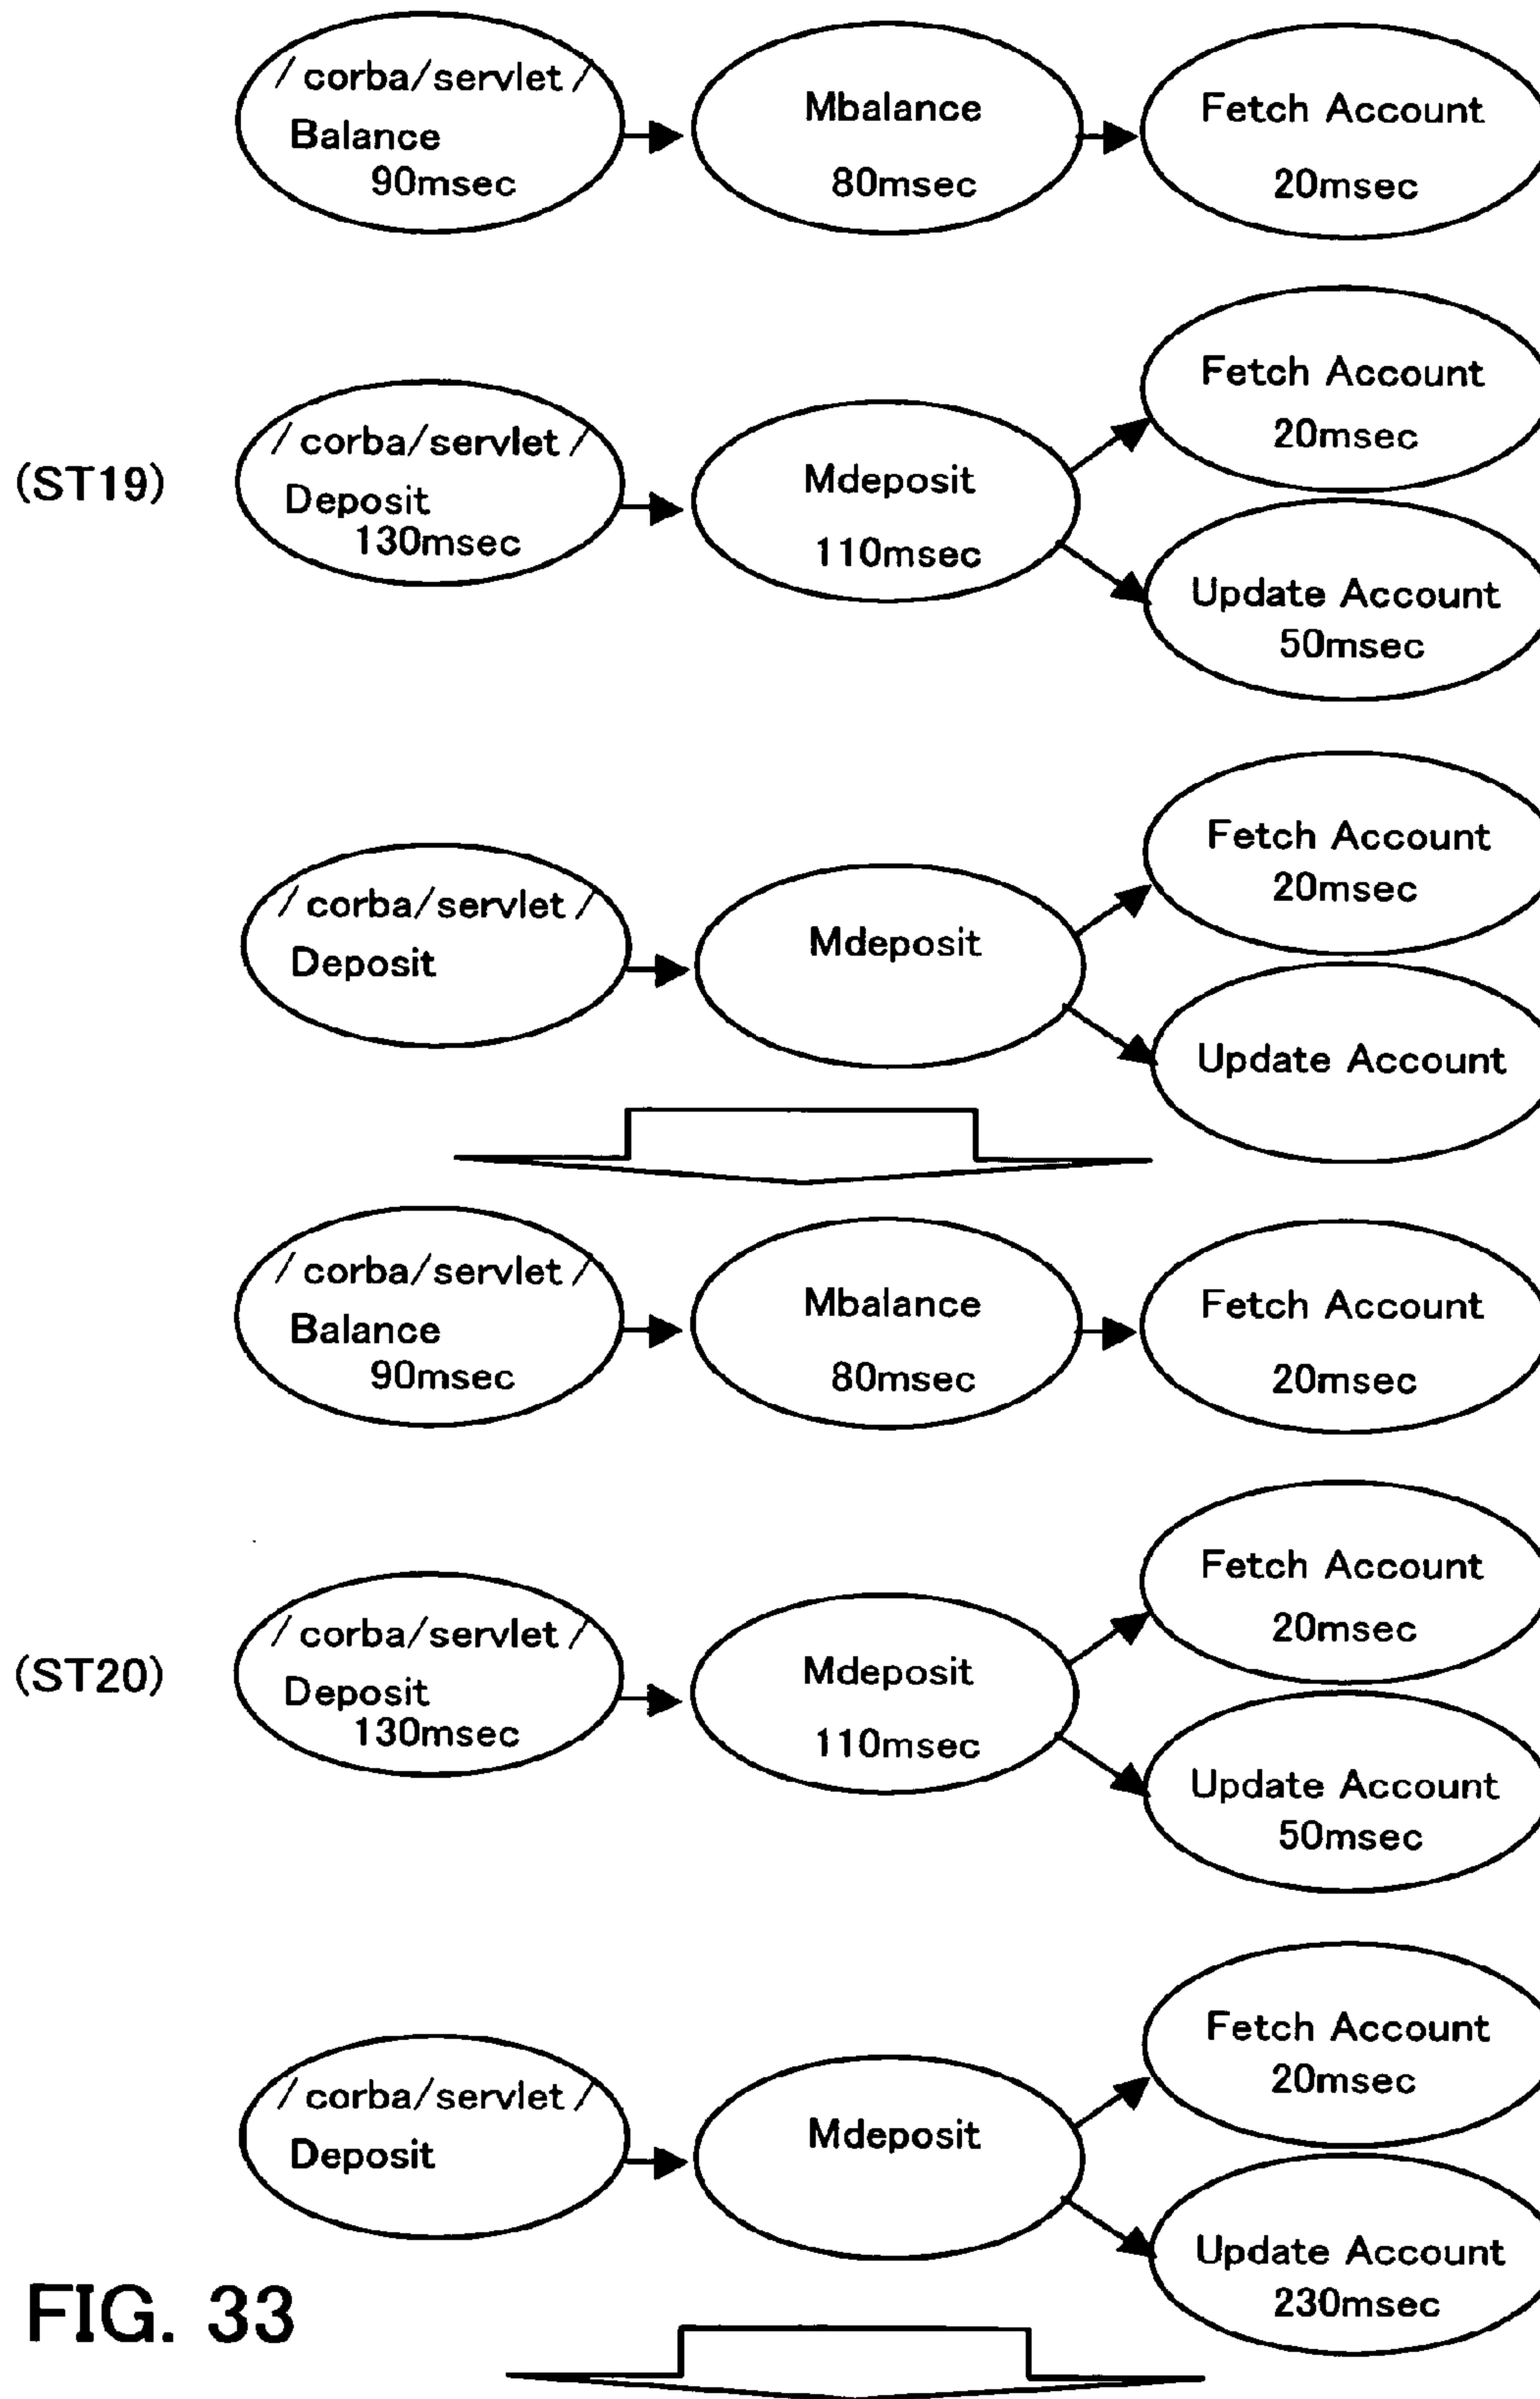 / corba/servlet /
Balance
90msec
Mbalance
80msec
Fetch Account
20msec
(ST19)
/ corba/servlet /
Deposit
130msec
Mdeposit
110msec
Fetch Account
20msec
Update Account
50msec
/ corba/servlet /
Deposit
Mdeposit
Fetch Account
20msec
Update Account
/ corba/servlet /
Balance
90msec
Mbalance
80msec
Fetch Account
20msec
(ST20)
/ corba/servlet /
Deposit
130msec
Mdeposit
110msec
Fetch Account
20msec
Update Account
50msec
/ corba/servlet /
Deposit
Mdeposit
Fetch Account
20msec
Update Account
230msec
FIG. 33